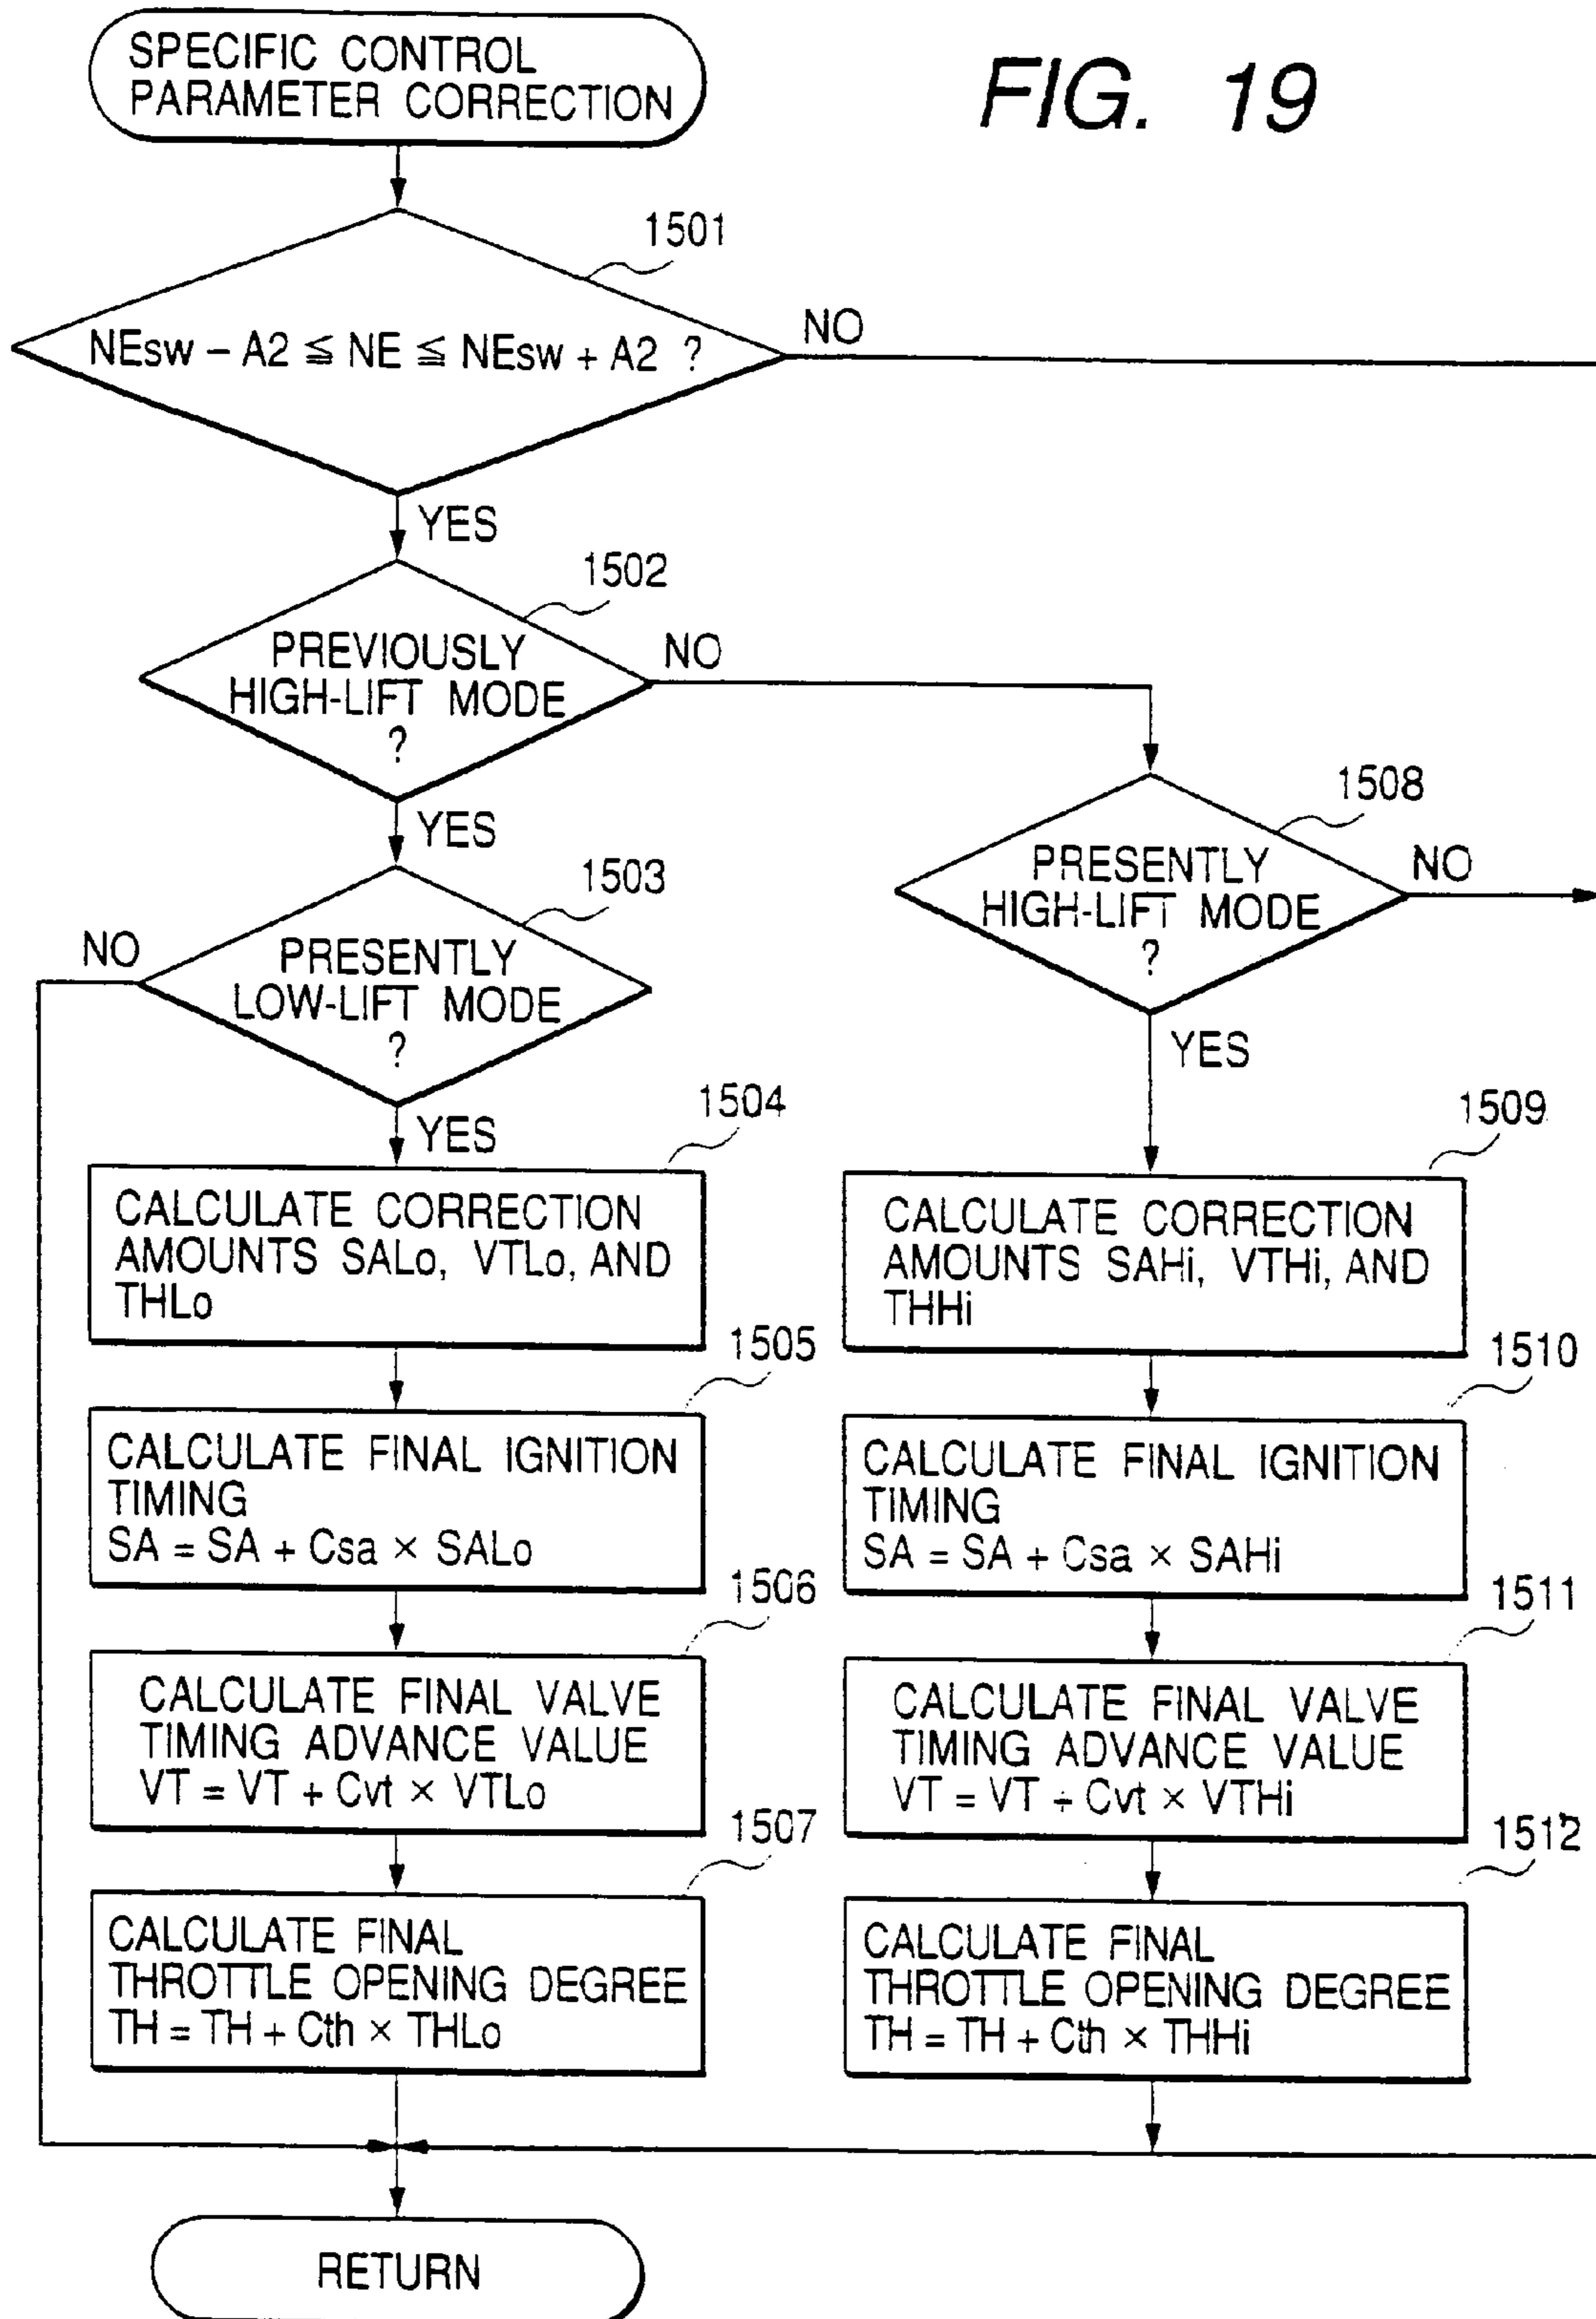 SPECIFIC CONTROL
PARAMETER CORRECTION
FIG. 19
1501
NEsw – A2 ≦ NE ≦ NEsw + A2 ?
NO
YES
1502
PREVIOUSLY
HIGH-LIFT MODE
?
NO
YES
1503
PRESENTLY
LOW-LIFT MODE
?
NO
YES
1504
CALCULATE CORRECTION
AMOUNTS SALo, VTLo, AND
THLo
1505
CALCULATE FINAL IGNITION
TIMING
SA = SA + Csa × SALo
1506
CALCULATE FINAL VALVE
TIMING ADVANCE VALUE
VT = VT + Cvt × VTLo
1507
CALCULATE FINAL
THROTTLE OPENING DEGREE
TH = TH + Cth × THLo
1508
PRESENTLY
HIGH-LIFT MODE
?
NO
YES
1509
CALCULATE CORRECTION
AMOUNTS SAHi, VTHi, AND
THHi
1510
CALCULATE FINAL IGNITION
TIMING
SA = SA + Csa × SAHi
1511
CALCULATE FINAL VALVE
TIMING ADVANCE VALUE
VT = VT + Cvt × VTHi
1512
CALCULATE FINAL
THROTTLE OPENING DEGREE
TH = TH + Cth × THHi
RETURN